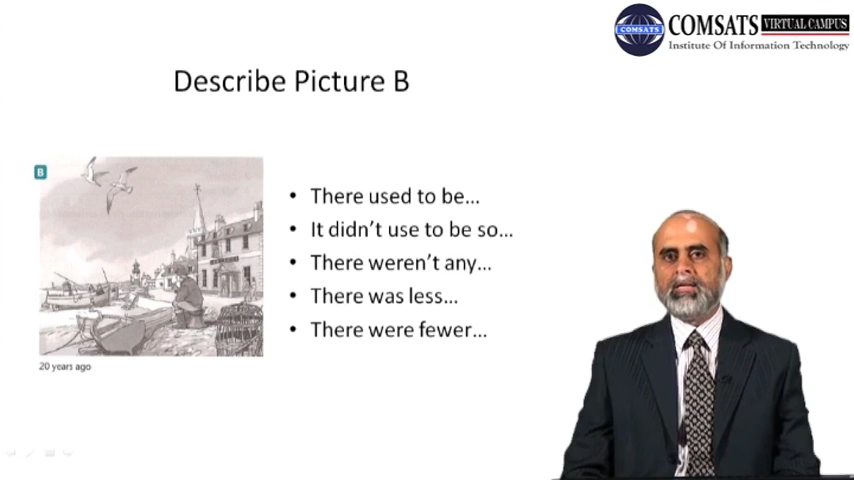 COMSATS VIRTUAL CAMPUS
COMSATS
Institute Of Information Technology
Describe Picture B
B
• There used to be...
• It didn't use to be so...
• There weren't any...
• There was less...
• There were fewer...
20 years ago